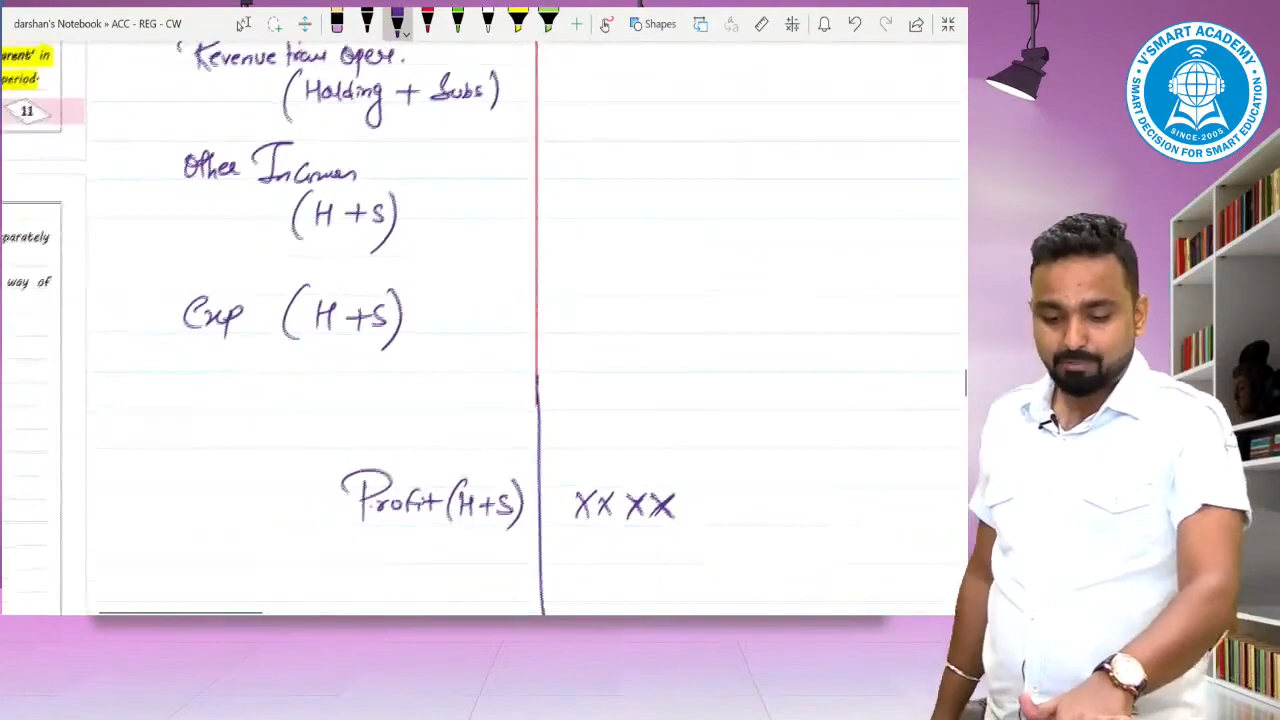 darshan's Notebook » ACC - REG - CW
Shapes
arent' in
period.
11
parately
way of
Revenue from Oper.
(Holding + Subs)
Other Incomes
(H + S)
Exp (H + S)
Profit (H+S) XX XX
V'SMART ACADEMY
SINCE-2005
SMART DECISION FOR SMART EDUCATION